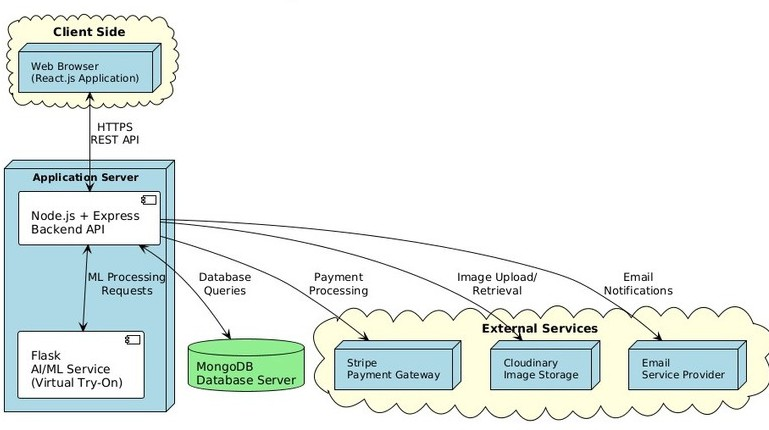 Client Side
Web Browser
(React.js Application)
HTTPS
REST API
Application Server
Node.js + Express
Backend API
ML Processing
Requests
Database
Queries
Payment
Processing
Image Upload/
Retrieval
Email
Notifications
Flask
AI/ML Service
(Virtual Try-On)
MongoDB
Database Server
External Services
Stripe
Payment Gateway
Cloudinary
Image Storage
Email
Service Provider